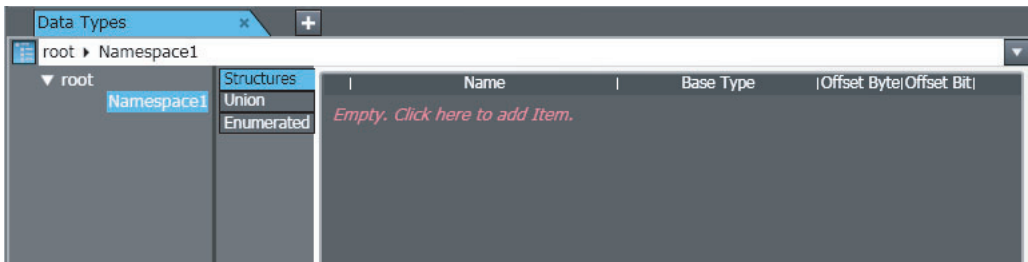 Data Types × +
root ▸ Namespace1
▼ root
Namespace1
Structures
Union
Enumerated
Name Base Type Offset Byte Offset Bit
Empty. Click here to add Item.